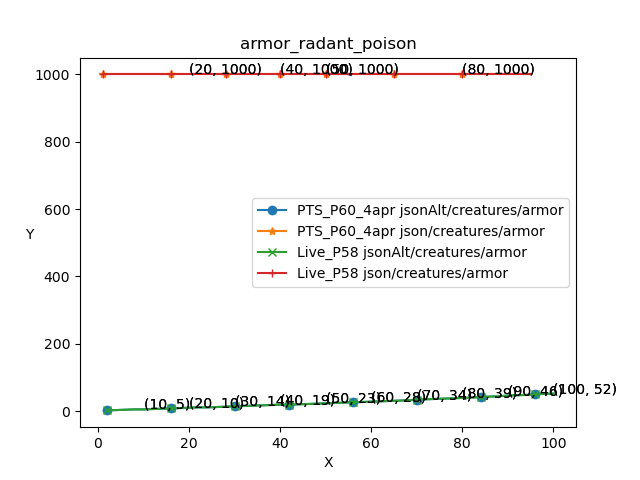 armor_radant_poison
1000
800
600
400
200
0
Y
(20, 1000)
(40, 1000)
(50, 1000)
(80, 1000)
PTS_P60_4apr jsonAlt/creatures/armor
PTS_P60_4apr json/creatures/armor
Live_P58 jsonAlt/creatures/armor
Live_P58 json/creatures/armor
(10, 5)
(20, 10)
(30, 14)
(40, 19)
(50, 23)
(60, 28)
(70, 34)
(80, 39)
(90, 46)
(100, 52)
0 20 40 60 80 100
X